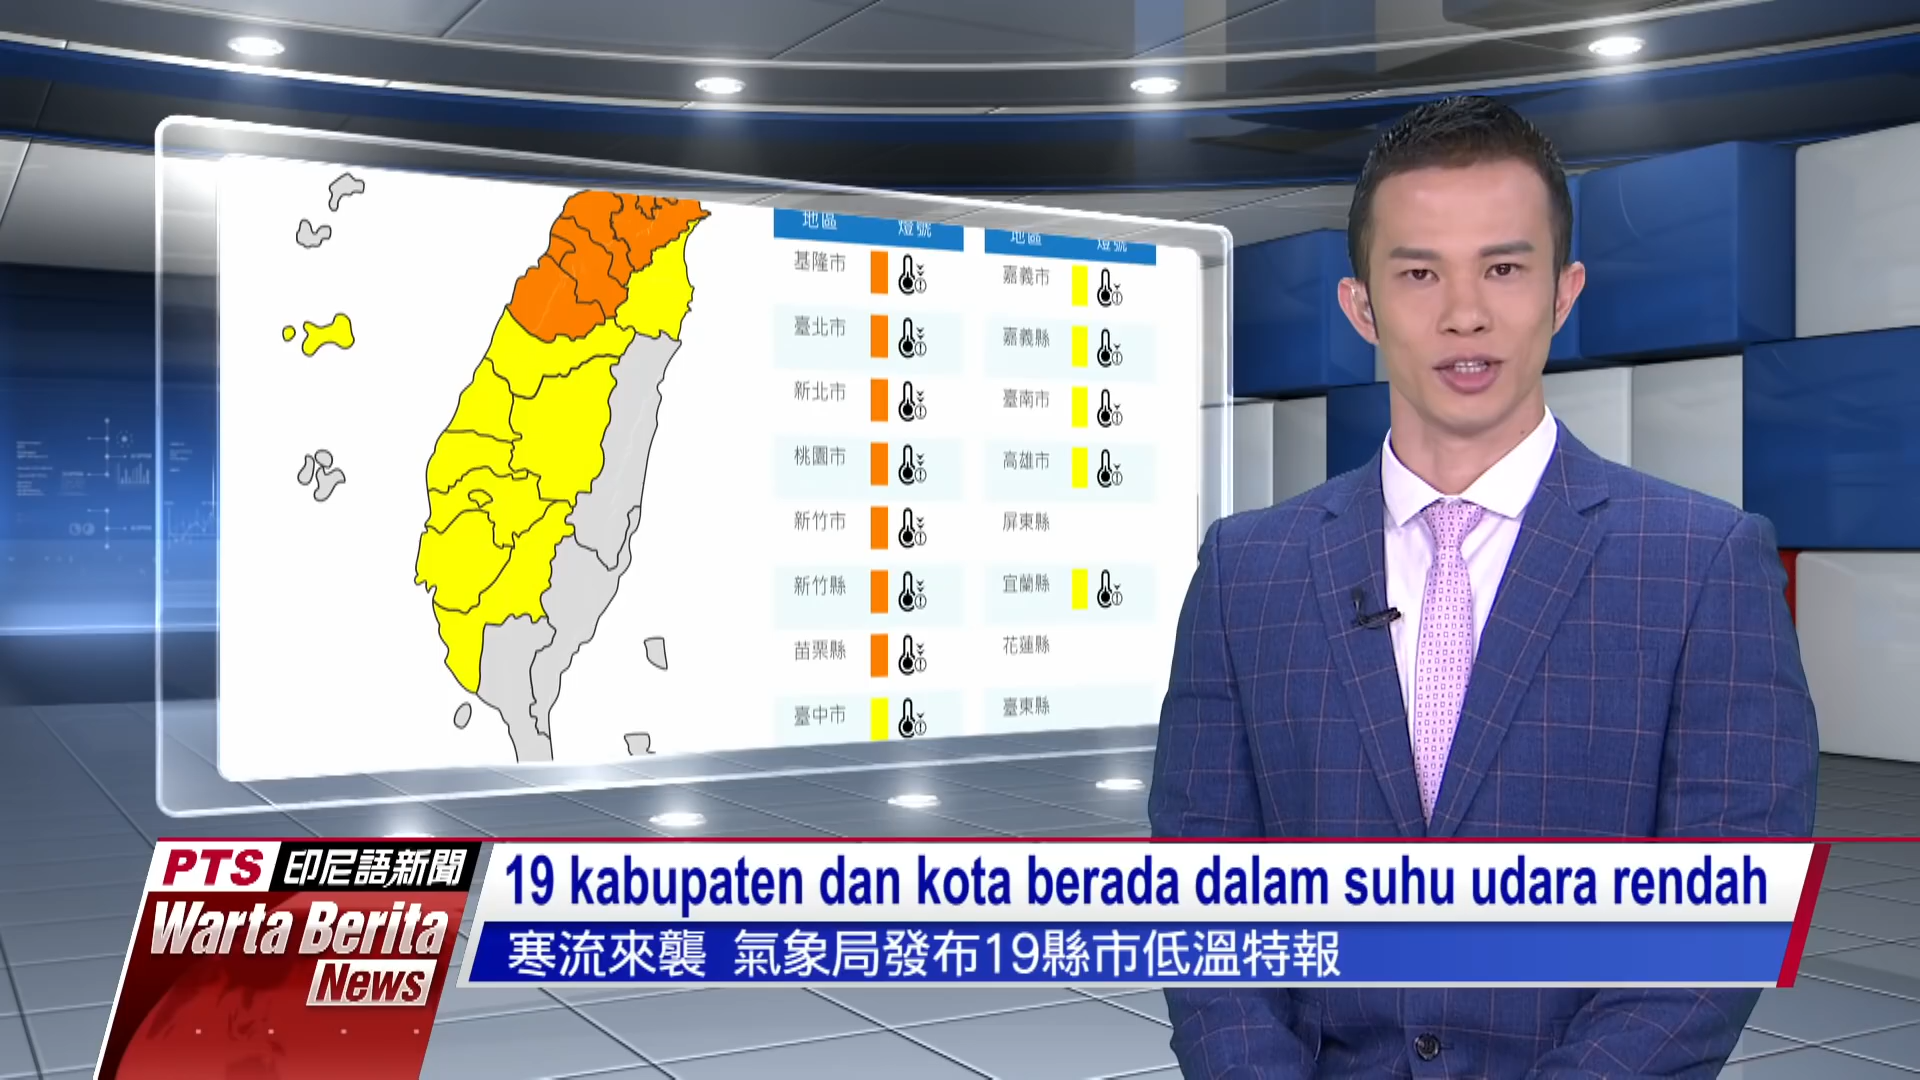 地區 燈號
基隆市
臺北市
新北市
桃園市
新竹市
新竹縣
苗栗縣
臺中市
地區 燈號
嘉義市
嘉義縣
臺南市
高雄市
屏東縣
宜蘭縣
花蓮縣
臺東縣
PTS 印尼語新聞
Warta Berita
News
19 kabupaten dan kota berada dalam suhu udara rendah
寒流來襲 氣象局發布19縣市低溫特報